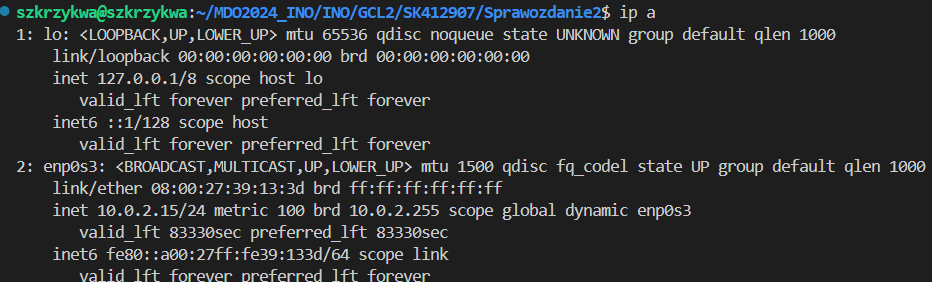 szkrzykwa@szkrzykwa:~/MDO2024_INO/INO/GCL2/SK412907/Sprawozdanie2$ ip a
1: lo: <LOOPBACK,UP,LOWER_UP> mtu 65536 qdisc noqueue state UNKNOWN group default qlen 1000
link/loopback 00:00:00:00:00:00 brd 00:00:00:00:00:00
inet 127.0.0.1/8 scope host lo
valid_lft forever preferred_lft forever
inet6 ::1/128 scope host
valid_lft forever preferred_lft forever
2: enp0s3: <BROADCAST,MULTICAST,UP,LOWER_UP> mtu 1500 qdisc fq_codel state UP group default qlen 1000
link/ether 08:00:27:39:13:3d brd ff:ff:ff:ff:ff:ff
inet 10.0.2.15/24 metric 100 brd 10.0.2.255 scope global dynamic enp0s3
valid_lft 83330sec preferred_lft 83330sec
inet6 fe80::a00:27ff:fe39:133d/64 scope link
valid_lft forever preferred_lft forever